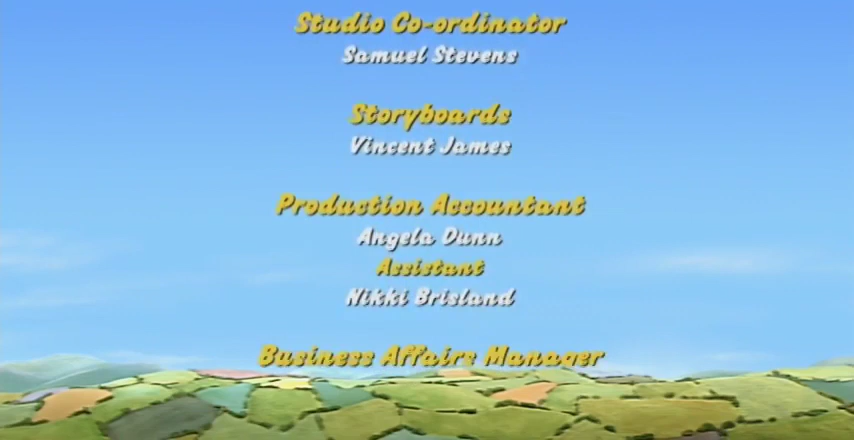 Studio Co-ordinator
Samuel Stevens
Storyboards
Vincent James
Production Accountant
Angela Dunn
Assistant
Nikki Brisland
Business Affairs Manager